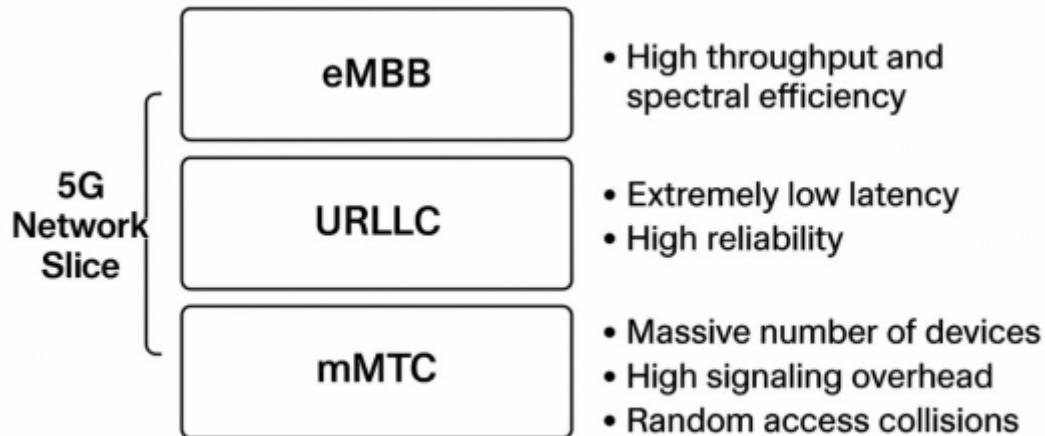 eMBB
• High throughput and
spectral efficiency
5G
Network
Slice
URLLC
• Extremely low latency
• High reliability
mMTC
• Massive number of devices
• High signaling overhead
• Random access collisions